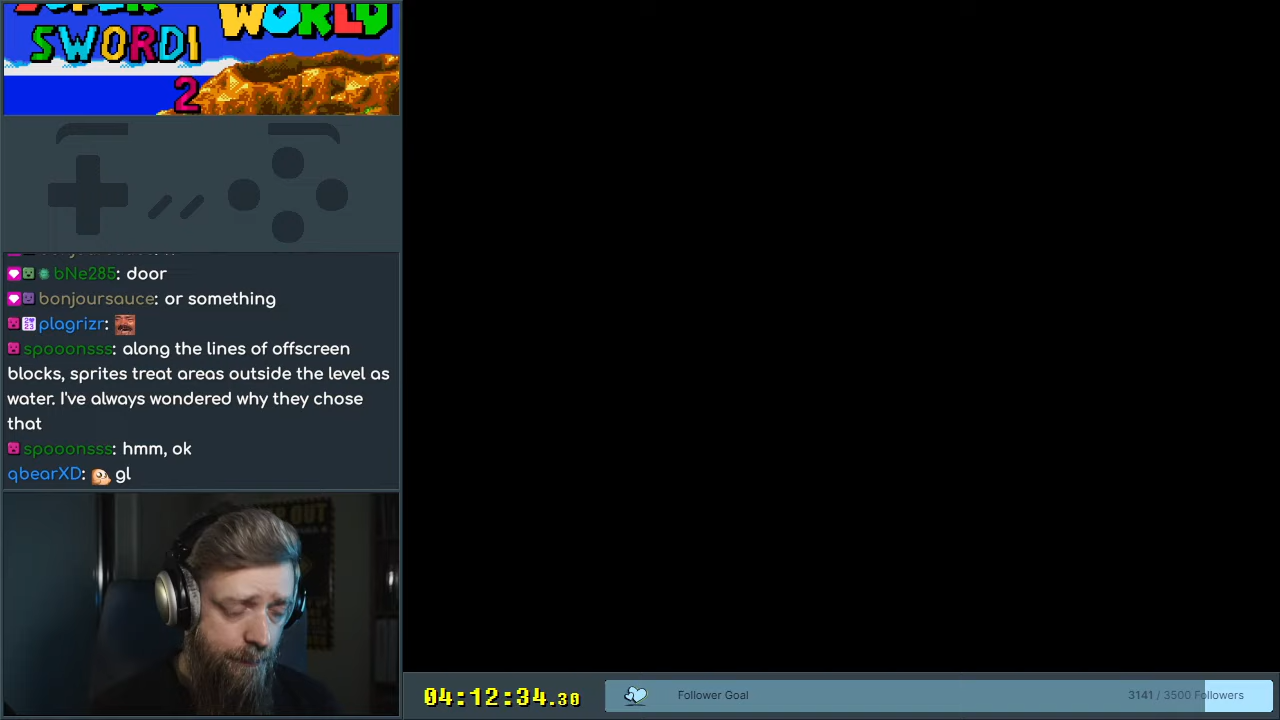 SUPER WORLD
SWORDI
2
bNe285: door
bonjoursauce: or something
plagrizr:
spooonsss: along the lines of offscreen
blocks, sprites treat areas outside the level as
water. I've always wondered why they chose
that
spooonsss: hmm, ok
qbearXD: gl
04:12:34.30
Follower Goal
3141 / 3500 Followers